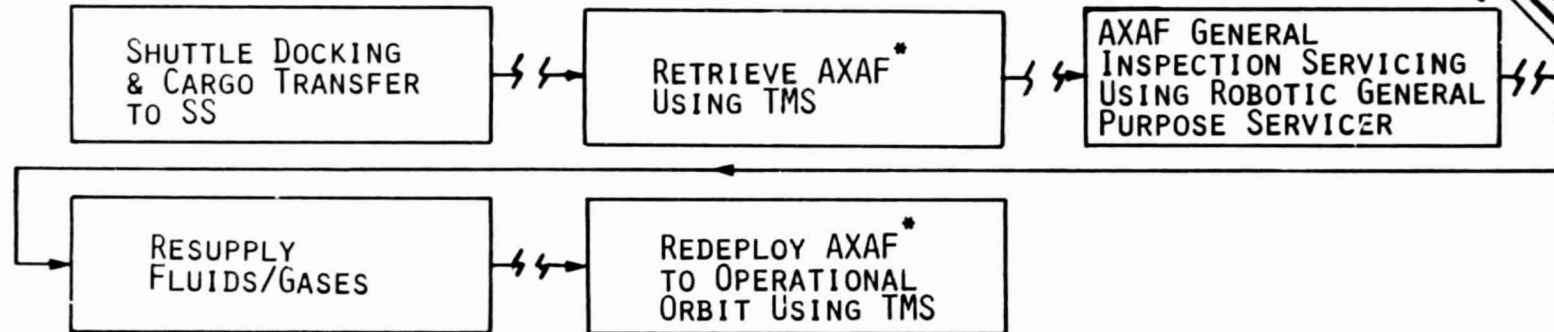 SHUTTLE DOCKING
& CARGO TRANSFER
TO SS
RETRIEVE AXAF*
USING TMS
AXAF GENERAL
INSPECTION SERVICING
USING ROBOTIC GENERAL
PURPOSE SERVICER
RESUPPLY
FLUIDS/GASES
REDEPLOY AXAF*
TO OPERATIONAL
ORBIT USING TMS